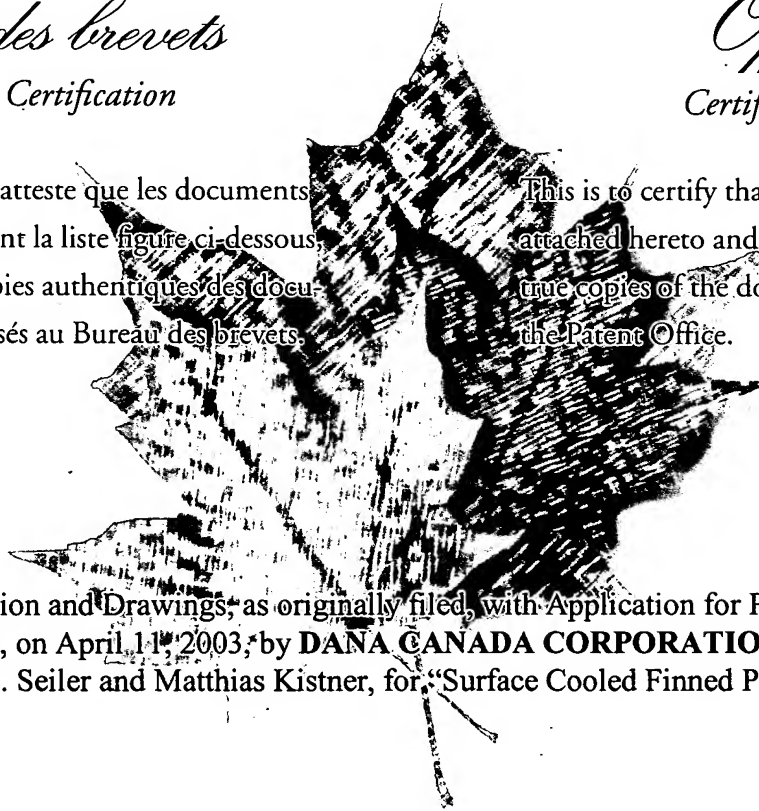 des brevets
Certification
atteste que les documents
nt la liste figure ci-dessous,
pies authentiques des docu-
sés au Bureau des brevets.
This is to certify tha
attached hereto and
true copies of the do
the Patent Office.
ion and Drawings, as originally filed, with Application for P
, on April 11, 2003, by DANA CANADA CORPORATIO
. Seiler and Matthias Kistner, for "Surface Cooled Finned P